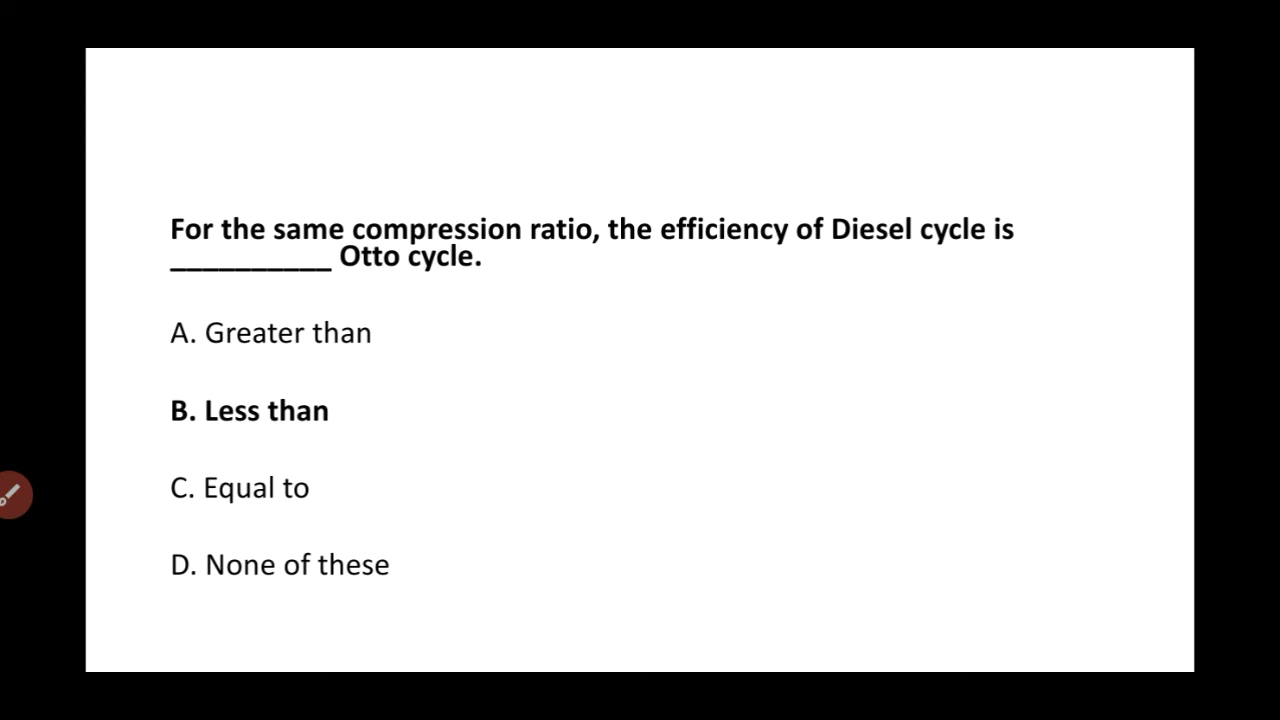 For the same compression ratio, the efficiency of Diesel cycle is
__________ Otto cycle.
A. Greater than
B. Less than
C. Equal to
D. None of these